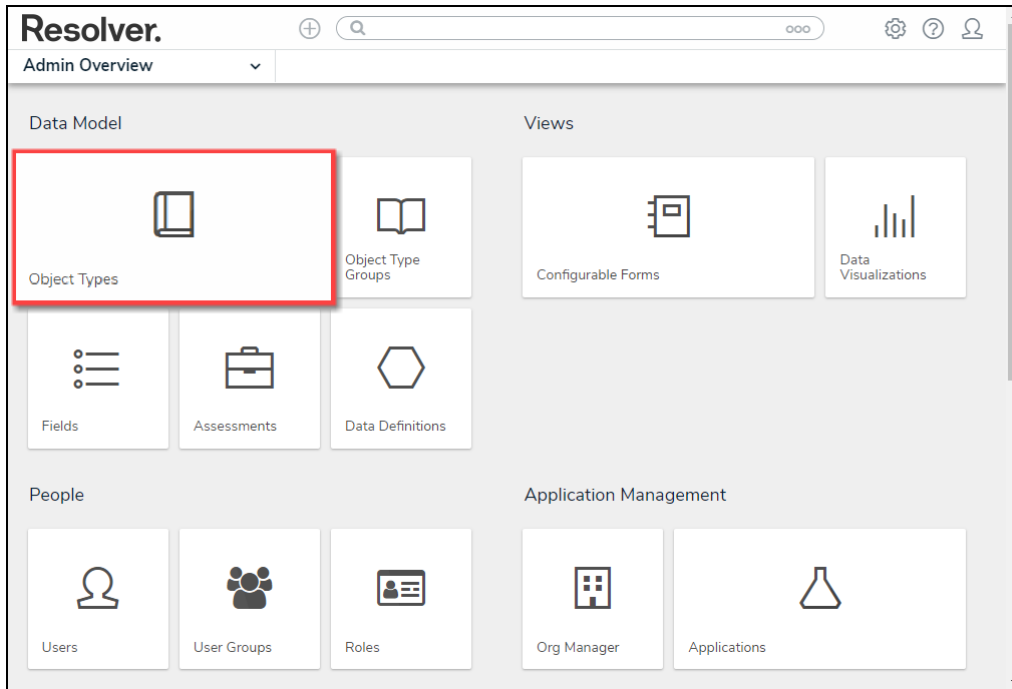 Resolver.
ooo
Admin Overview
Data Model
Views
Object Types
Object Type
Groups
Configurable Forms
Data
Visualizations
Fields
Assessments
Data Definitions
People
Application Management
Users
User Groups
Roles
Org Manager
Applications